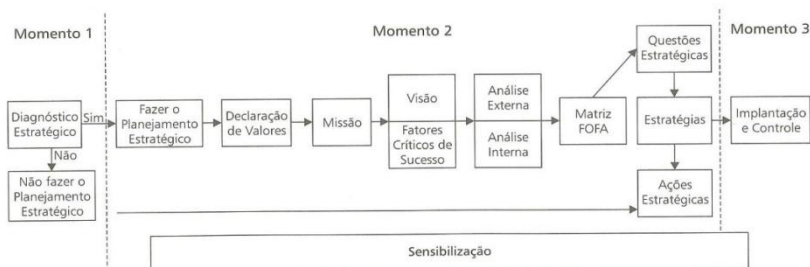 Momento 1
Momento 2
Momento 3
Diagnóstico
Estratégico
Sim
Não
Não fazer o
Planejamento
Estratégico
Fazer o
Planejamento
Estratégico
Declaração
de Valores
Missão
Visão
Fatores
Críticos de
Sucesso
Análise
Externa
Análise
Interna
Matriz
FOFA
Questões
Estratégicas
Estratégias
Ações
Estratégicas
Implantação
e Controle
Sensibilização